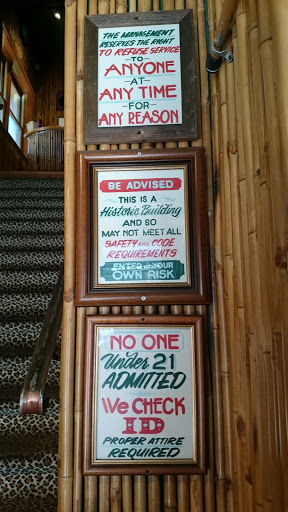 THE MANAGEMENT
RESERVES THE RIGHT
TO REFUSE SERVICE
-TO-
ANYONE
-AT-
ANY TIME
-FOR-
ANY REASON
BE ADVISED
THIS IS A
Historic Building
AND SO
MAY NOT MEET ALL
SAFETY AND CODE
REQUIREMENTS
ENTER AT YOUR
OWN RISK
NO ONE
Under 21
ADMITTED
We CHECK
ID
PROPER ATTIRE
REQUIRED